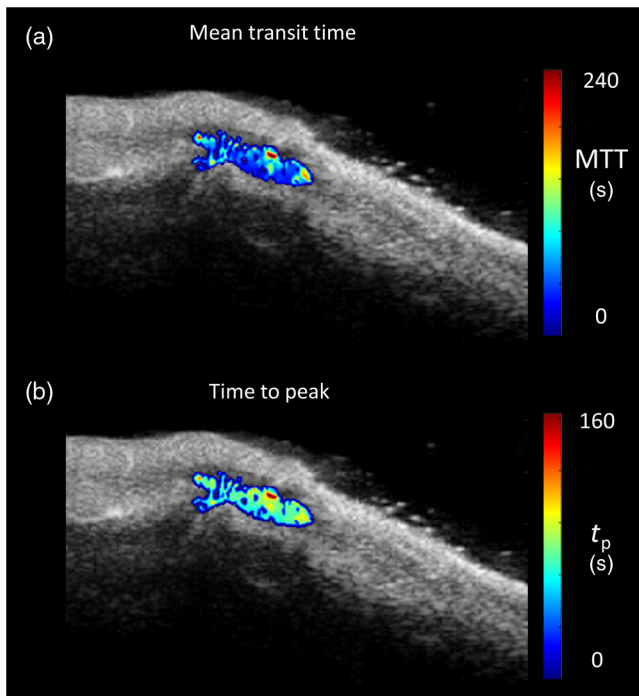 (a)
Mean transit time
240
MTT
(s)
0
(b)
Time to peak
160
tp
(s)
0